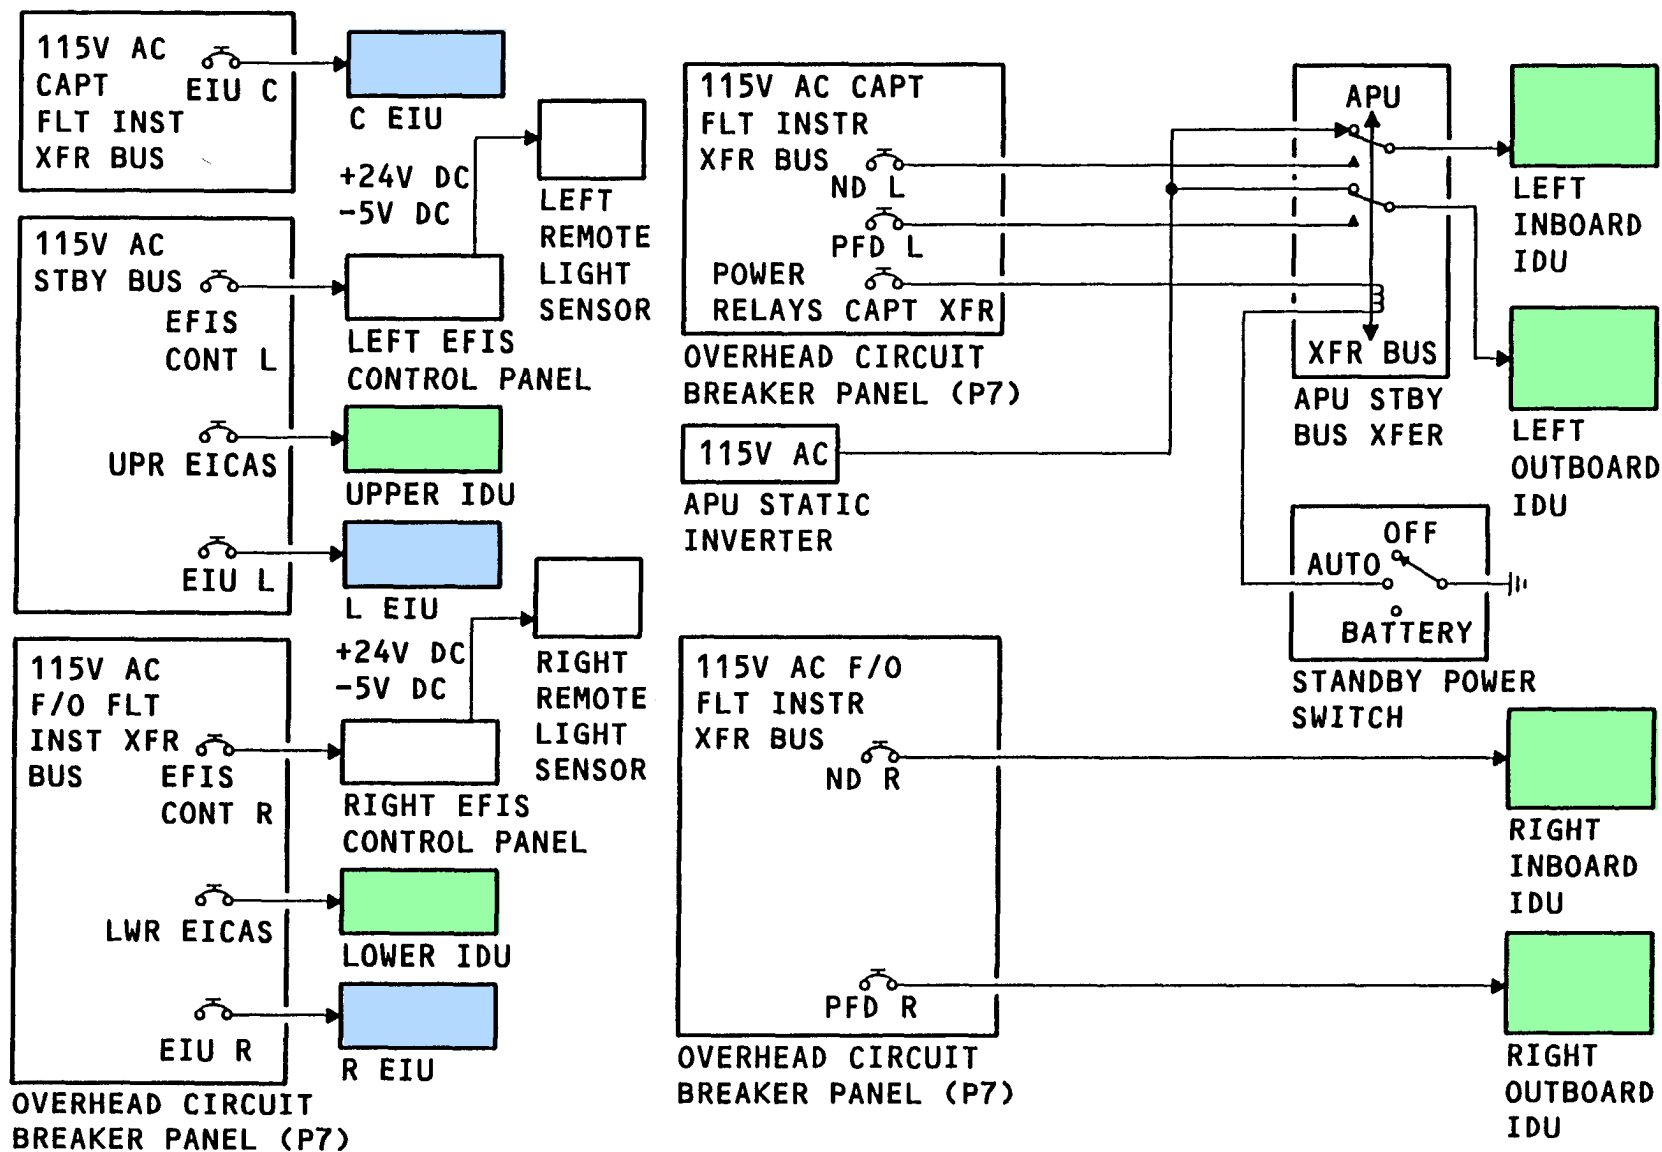 115V AC
CAPT
FLT INST
XFR BUS
EIU C
C EIU
+24V DC
-5V DC
LEFT
REMOTE
LIGHT
SENSOR
115V AC
STBY BUS
EFIS
CONT L
LEFT EFIS
CONTROL PANEL
UPR EICAS
UPPER IDU
EIU L
L EIU
+24V DC
-5V DC
RIGHT
REMOTE
LIGHT
SENSOR
115V AC
F/O FLT
INST XFR
BUS
EFIS
CONT R
RIGHT EFIS
CONTROL PANEL
LWR EICAS
LOWER IDU
EIU R
R EIU
OVERHEAD CIRCUIT
BREAKER PANEL (P7)
115V AC CAPT
FLT INSTR
XFR BUS
ND L
PFD L
POWER
RELAYS CAPT XFR
OVERHEAD CIRCUIT
BREAKER PANEL (P7)
115V AC
APU STATIC
INVERTER
APU
XFR BUS
APU STBY
BUS XFER
LEFT
INBOARD
IDU
LEFT
OUTBOARD
IDU
OFF
AUTO
BATTERY
STANDBY POWER
SWITCH
115V AC F/O
FLT INSTR
XFR BUS
ND R
PFD R
OVERHEAD CIRCUIT
BREAKER PANEL (P7)
RIGHT
INBOARD
IDU
RIGHT
OUTBOARD
IDU